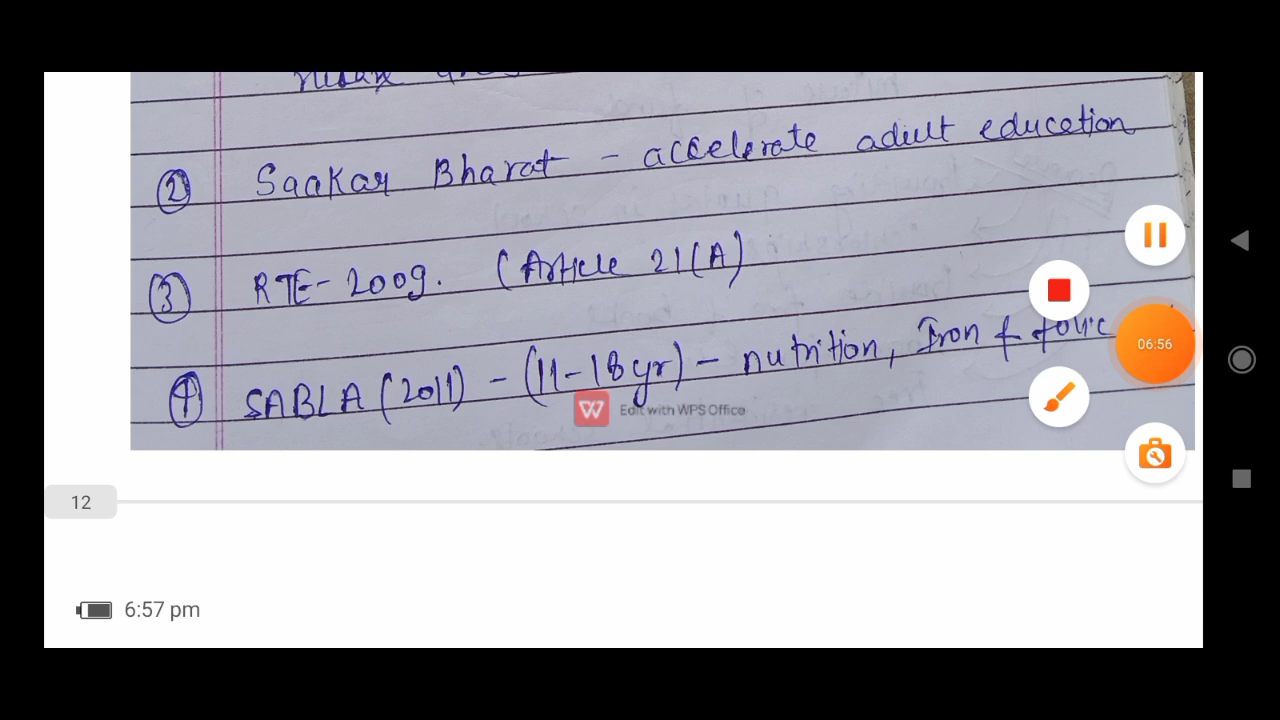 ② Saakar Bharat - accelerate adult educetion
③ RTE-2009. (Article 21(A)
④ SABLA (2011) - (11-18yr) - nutrition, Iron & folic
Edit with WPS Office
06:56
12
6:57 pm